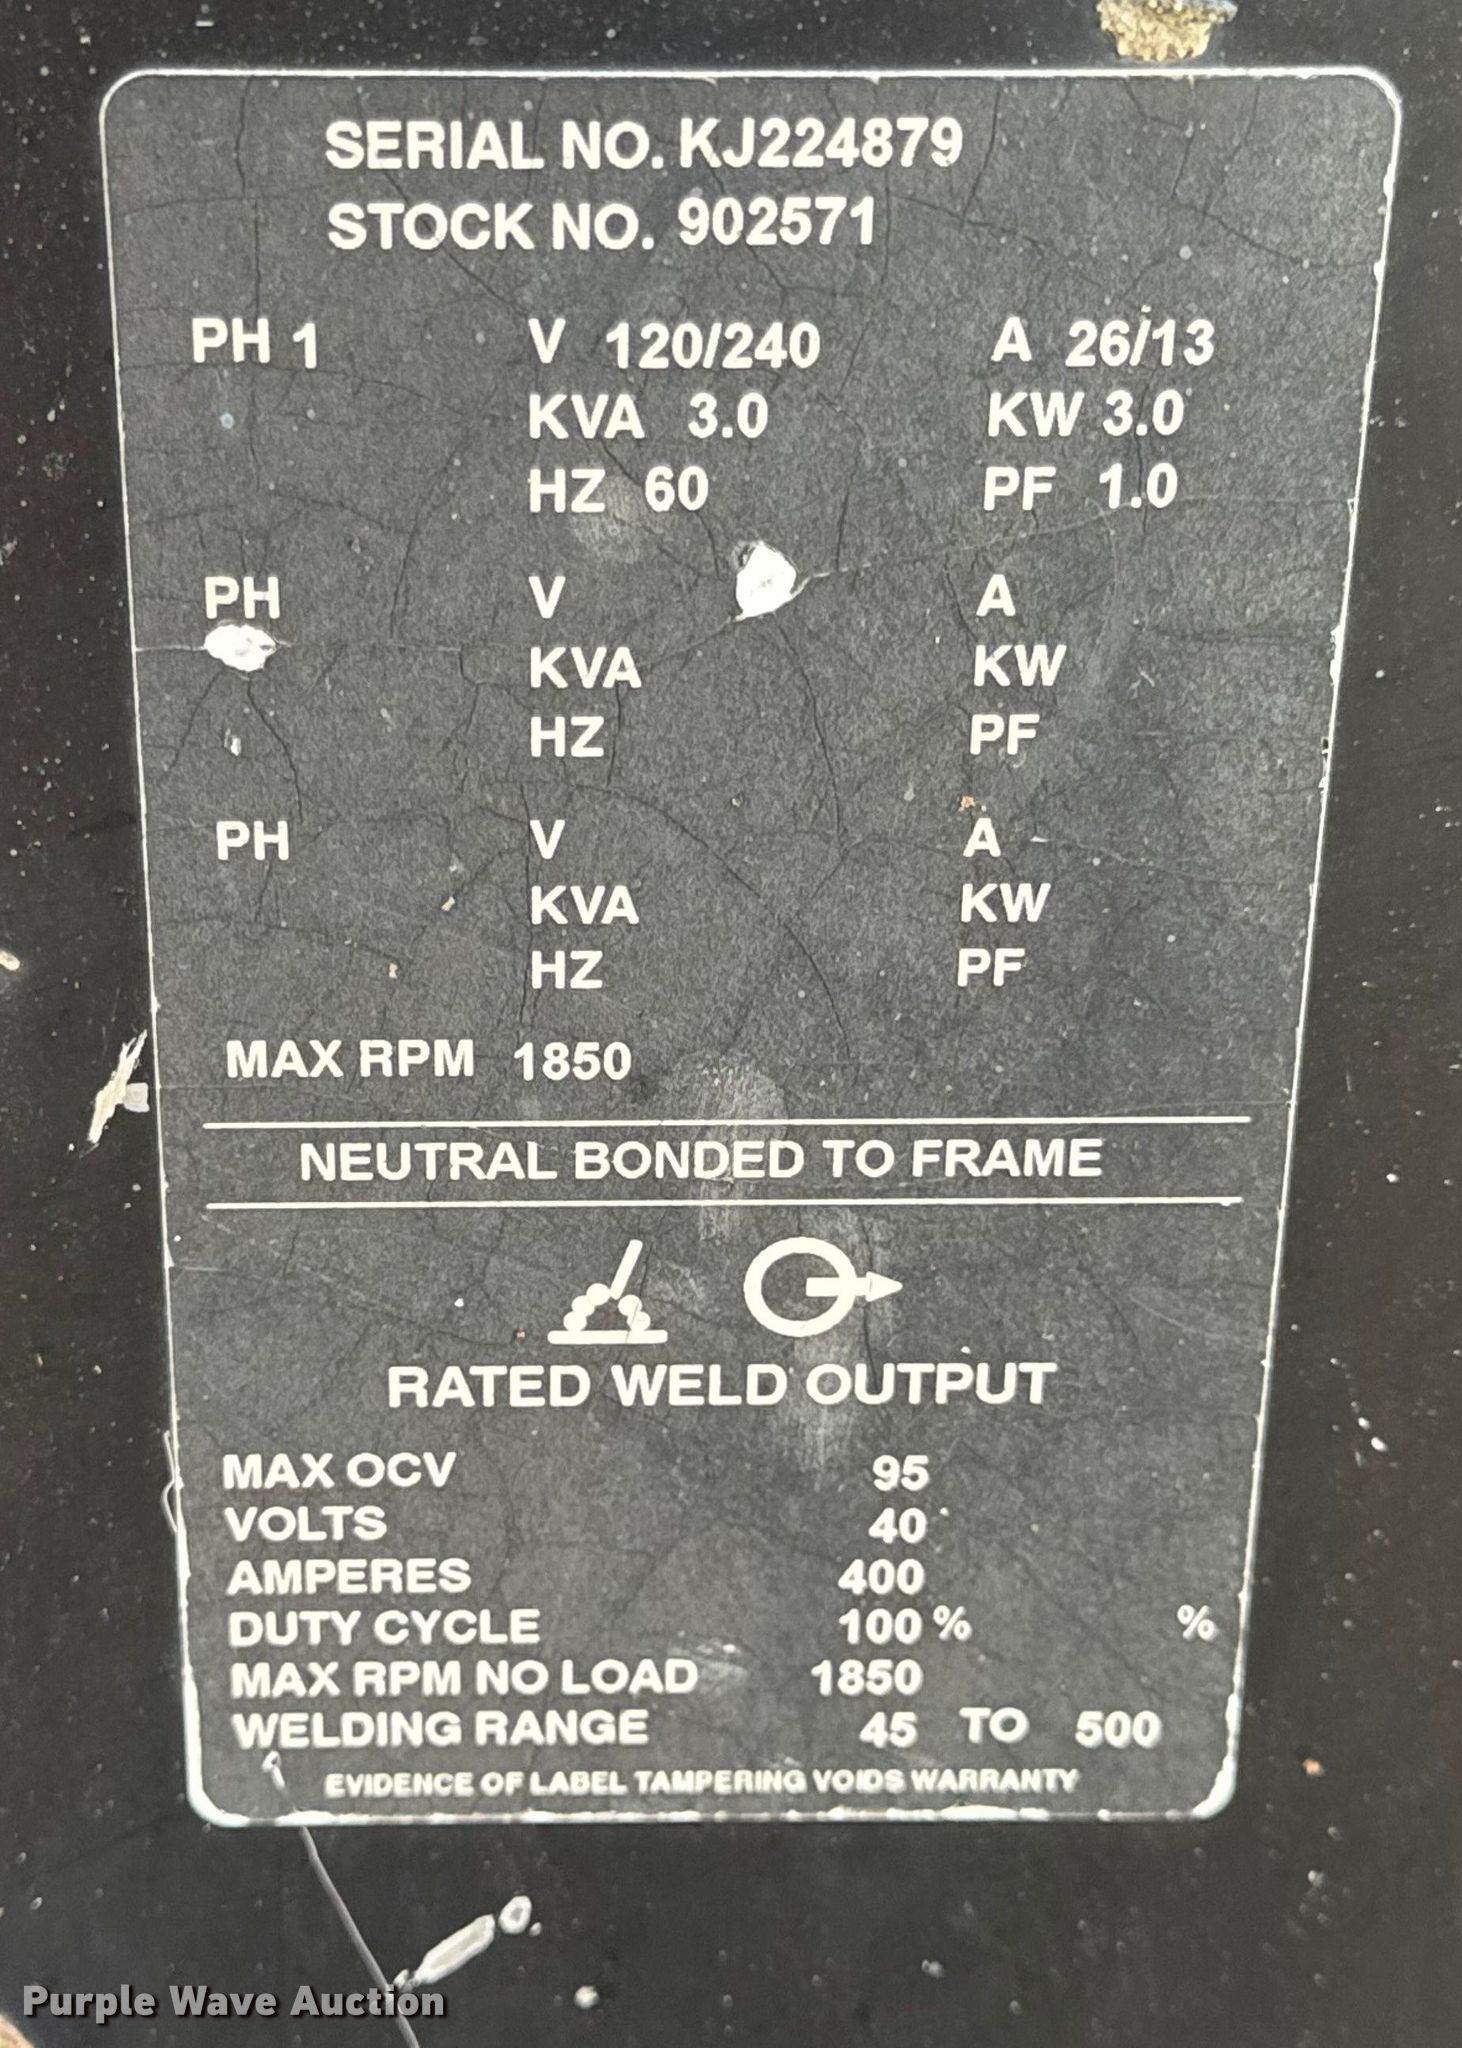 SERIAL NO. KJ224879
STOCK NO. 902571
PH 1 V 120/240 A 26/13
KVA 3.0 KW 3.0
HZ 60 PF 1.0
PH V A
KVA KW
HZ PF
PH V A
KVA KW
HZ PF
MAX RPM 1850
NEUTRAL BONDED TO FRAME
RATED WELD OUTPUT
MAX OCV 95
VOLTS 40
AMPERES 400
DUTY CYCLE 100 % %
MAX RPM NO LOAD 1850
WELDING RANGE 45 TO 500
EVIDENCE OF LABEL TAMPERING VOIDS WARRANTY
Purple Wave Auction